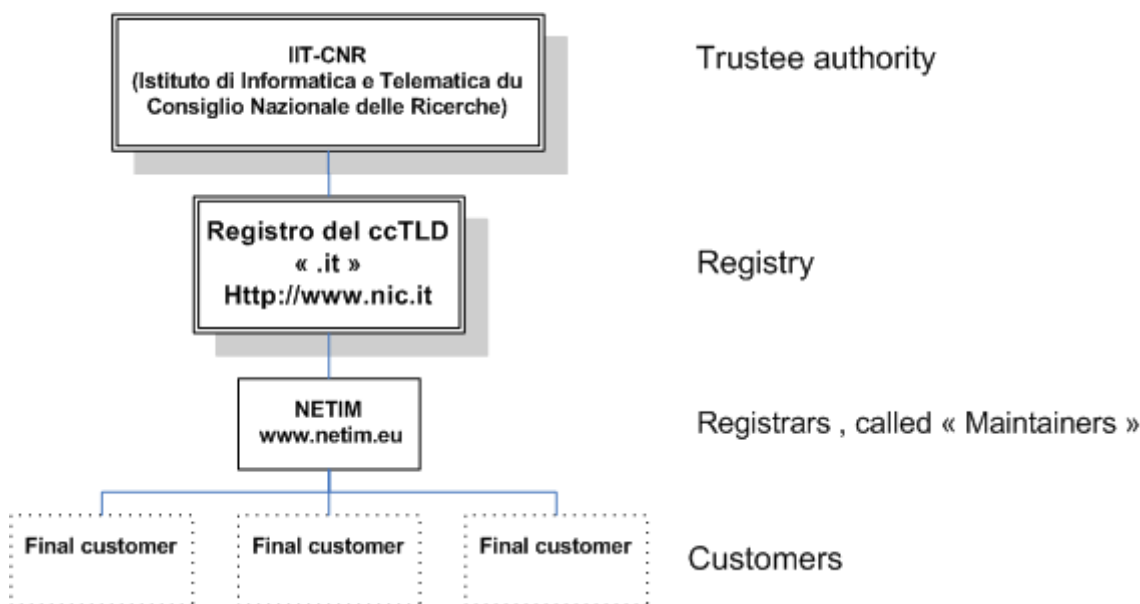 IIT-CNR
(Istituto di Informatica e Telematica du
Consiglio Nazionale delle Ricerche)
Trustee authority
Registro del ccTLD
« .it »
Http://www.nic.it
Registry
NETIM
www.netim.eu
Registrars , called « Maintainers »
Final customer
Final customer
Final customer
Customers